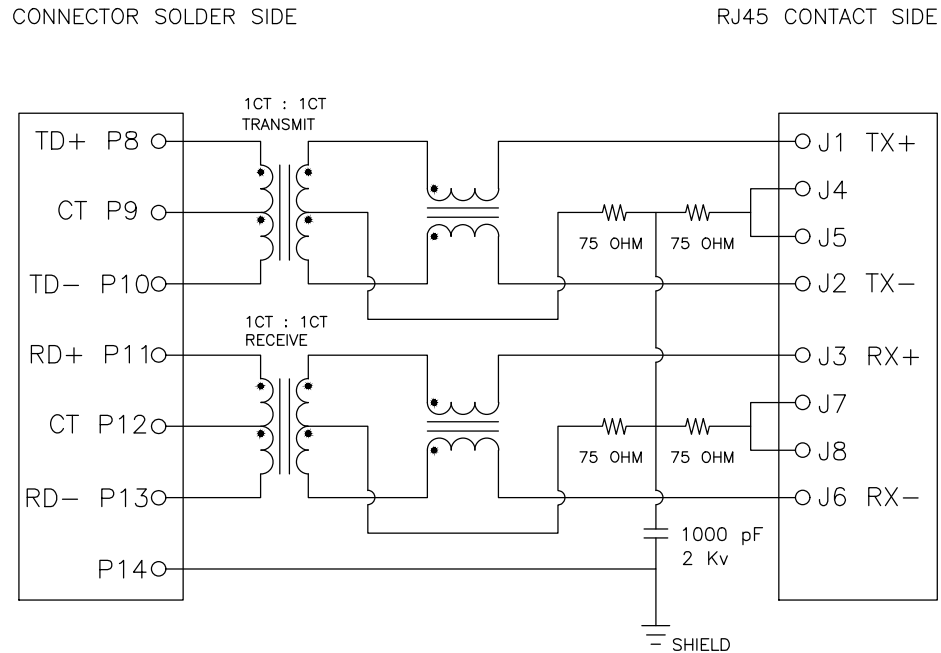 CONNECTOR SOLDER SIDE
RJ45 CONTACT SIDE
1CT : 1CT
TRANSMIT
TD+ P8
J1 TX+
J4
CT P9
75 OHM
75 OHM
J5
TD- P10
J2 TX-
1CT : 1CT
RECEIVE
RD+ P11
J3 RX+
J7
CT P12
75 OHM
75 OHM
J8
RD- P13
J6 RX-
1000 pF
2 Kv
P14
SHIELD